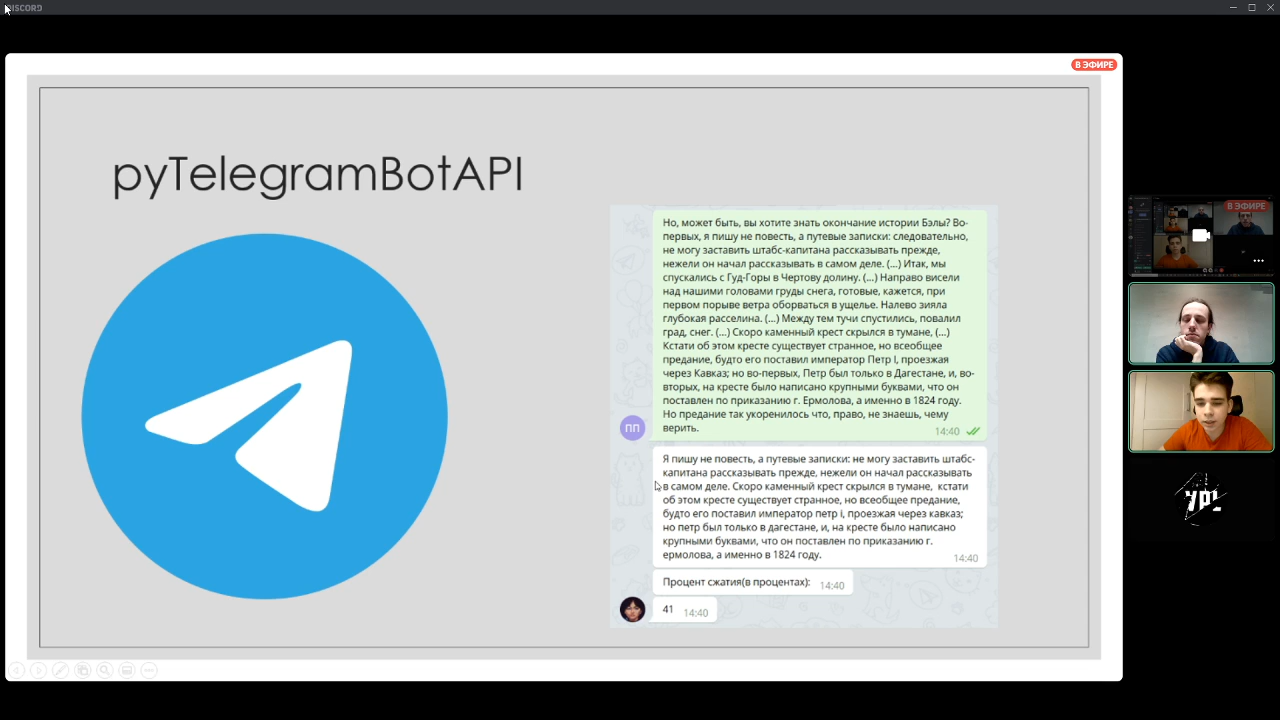 DISCORD
В ЭФИРЕ
pyTelegramBotAPI
Но, может быть, вы хотите знать окончание истории Бэлы? Во-
первых, я пишу не повесть, а путевые записки: следовательно,
не могу заставить штабс-капитана рассказывать прежде,
нежели он начал рассказывать в самом деле. (...) Итак, мы
спускались с Гуд-Горы в Чертову долину. (...) Направо висели
над нашими головами груды снега, готовые, кажется, при
первом порыве ветра оборваться в ущелье. Налево зияла
глубокая расселина. (...) Между тем тучи спустились, повалил
град, снег. (...) Скоро каменный крест скрылся в тумане, (...)
Кстати об этом кресте существует странное, но всеобщее
предание, будто его поставил император Петр I, проезжая
через Кавказ; но во-первых, Петр был только в Дагестане, и, во-
вторых, на кресте было написано крупными буквами, что он
поставлен по приказанию г. Ермолова, а именно в 1824 году.
Но предание так укоренилось что, право, не знаешь, чему
верить.
14:40
ПП
Я пишу не повесть, а путевые записки: не могу заставить штабс-
капитана рассказывать прежде, нежели он начал рассказывать
в самом деле. Скоро каменный крест скрылся в тумане, кстати
об этом кресте существует странное, но всеобщее предание,
будто его поставил император петр i, проезжая через кавказ;
но петр был только в дагестане, и, на кресте было написано
крупными буквами, что он поставлен по приказанию г.
ермолова, а именно в 1824 году.
14:40
Процент сжатия(в процентах): 14:40
41 14:40
В ЭФИРЕ
YPL